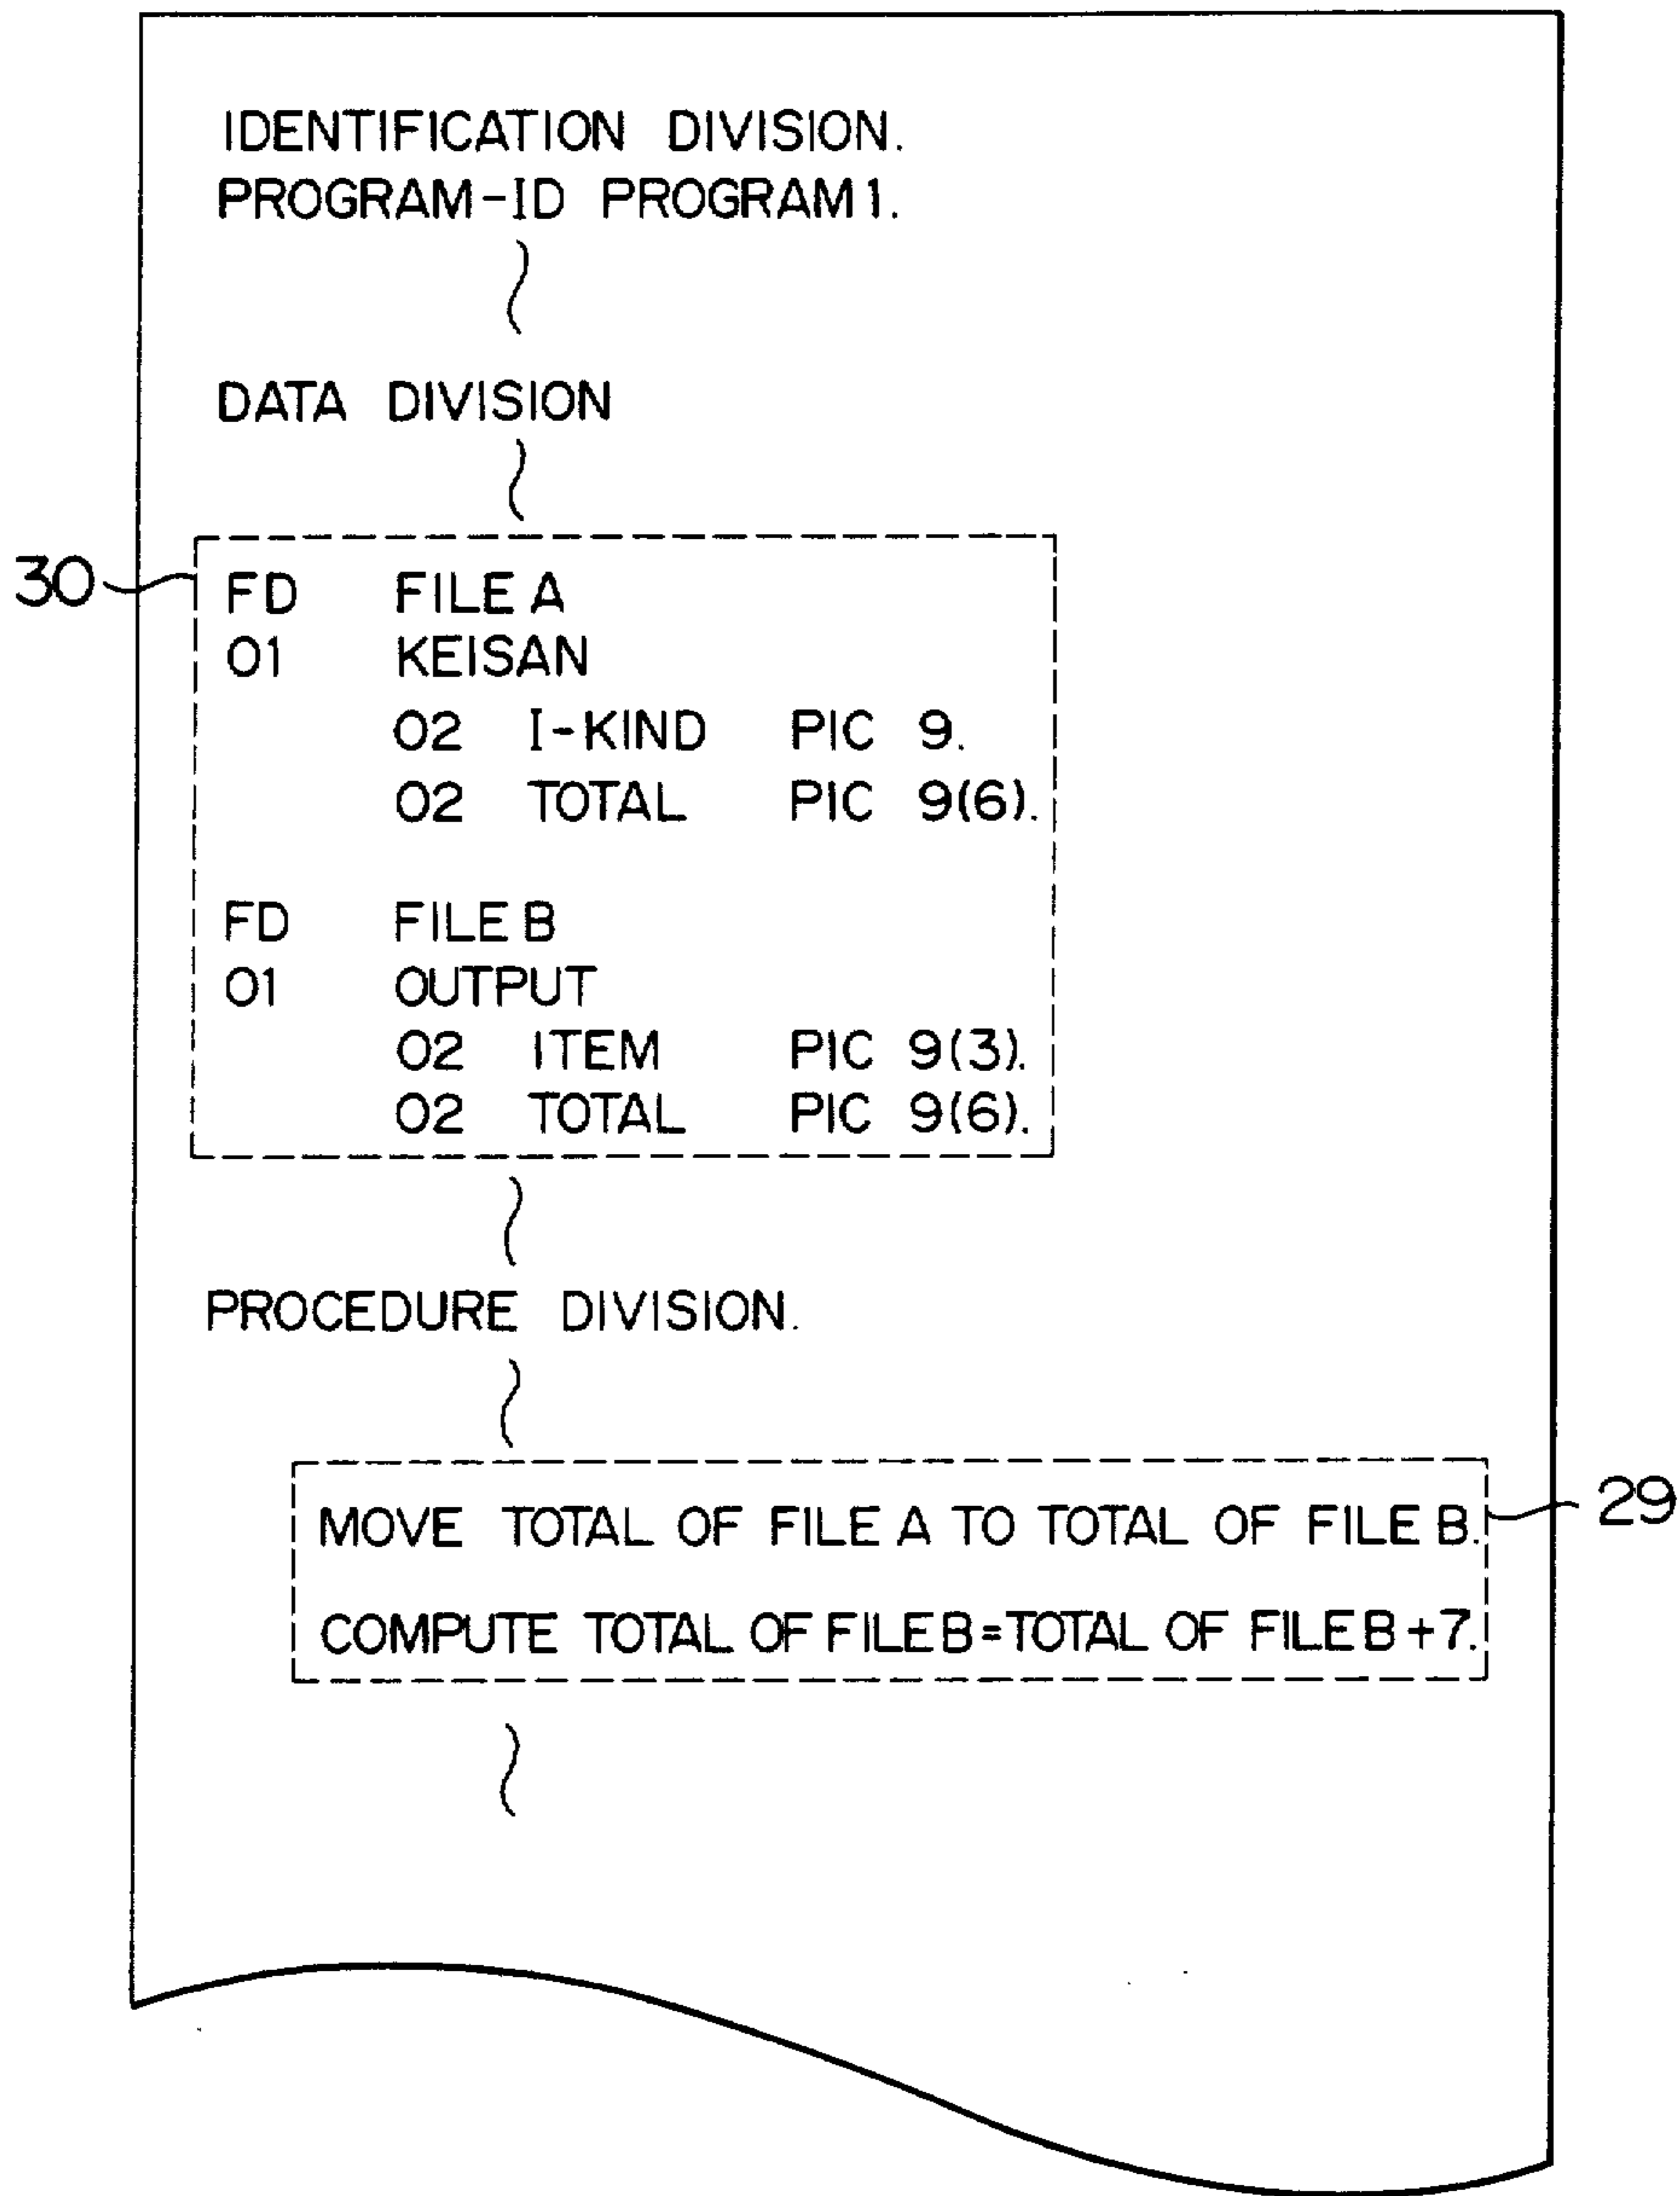 IDENTIFICATION DIVISION.
PROGRAM-ID PROGRAM1.
DATA DIVISION
30
FD FILE A
01 KEISAN
02 I-KIND PIC 9.
02 TOTAL PIC 9(6).
FD FILE B
01 OUTPUT
02 ITEM PIC 9(3).
02 TOTAL PIC 9(6).
PROCEDURE DIVISION.
MOVE TOTAL OF FILE A TO TOTAL OF FILE B.
29
COMPUTE TOTAL OF FILE B=TOTAL OF FILE B+7.